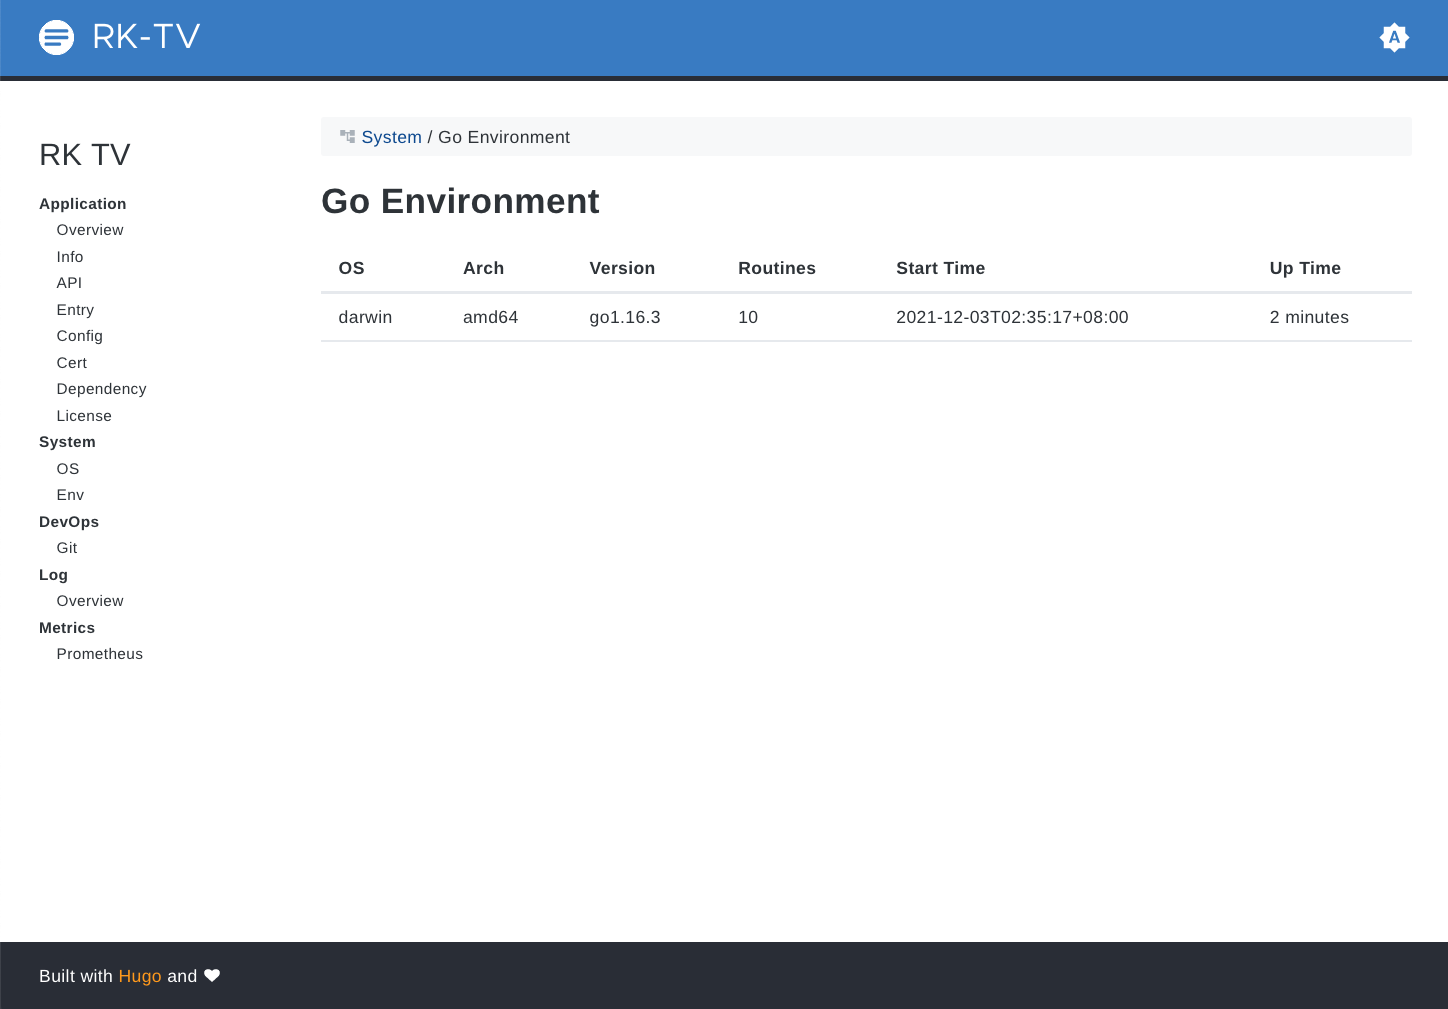 RK-TV
A
RK TV
Application
Overview
Info
API
Entry
Config
Cert
Dependency
License
System
OS
Env
DevOps
Git
Log
Overview
Metrics
Prometheus
System / Go Environment
Go Environment
OS Arch Version Routines Start Time Up Time
darwin amd64 go1.16.3 10 2021-12-03T02:35:17+08:00 2 minutes
Built with Hugo and